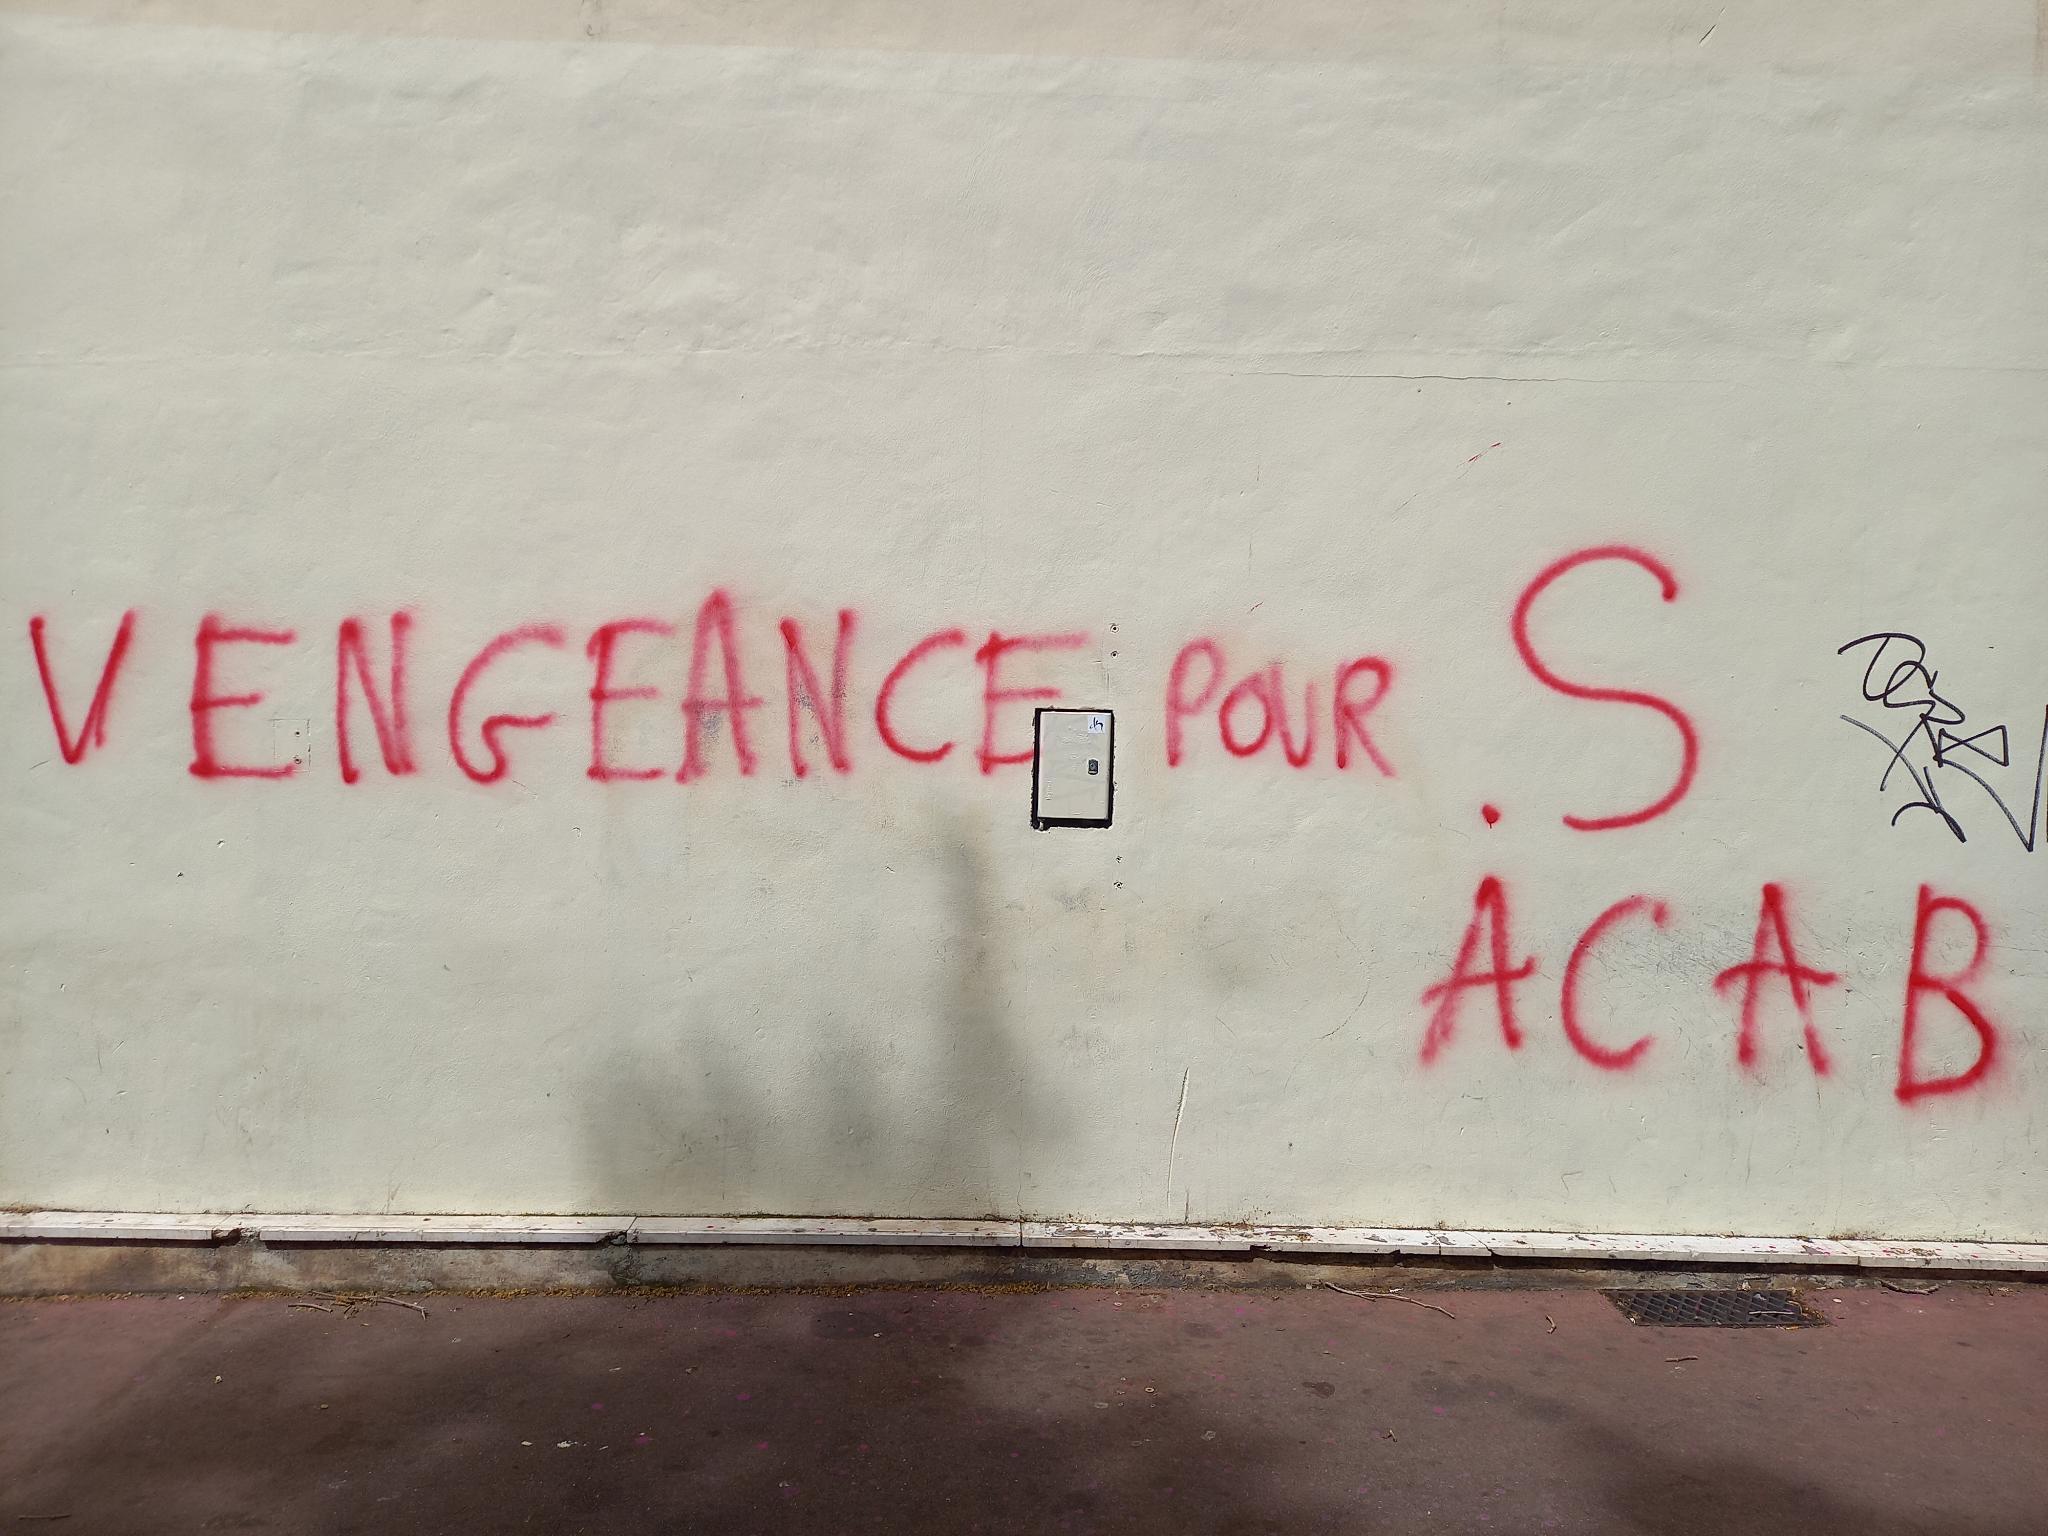 VENGEANCE POUR . S
ACAB